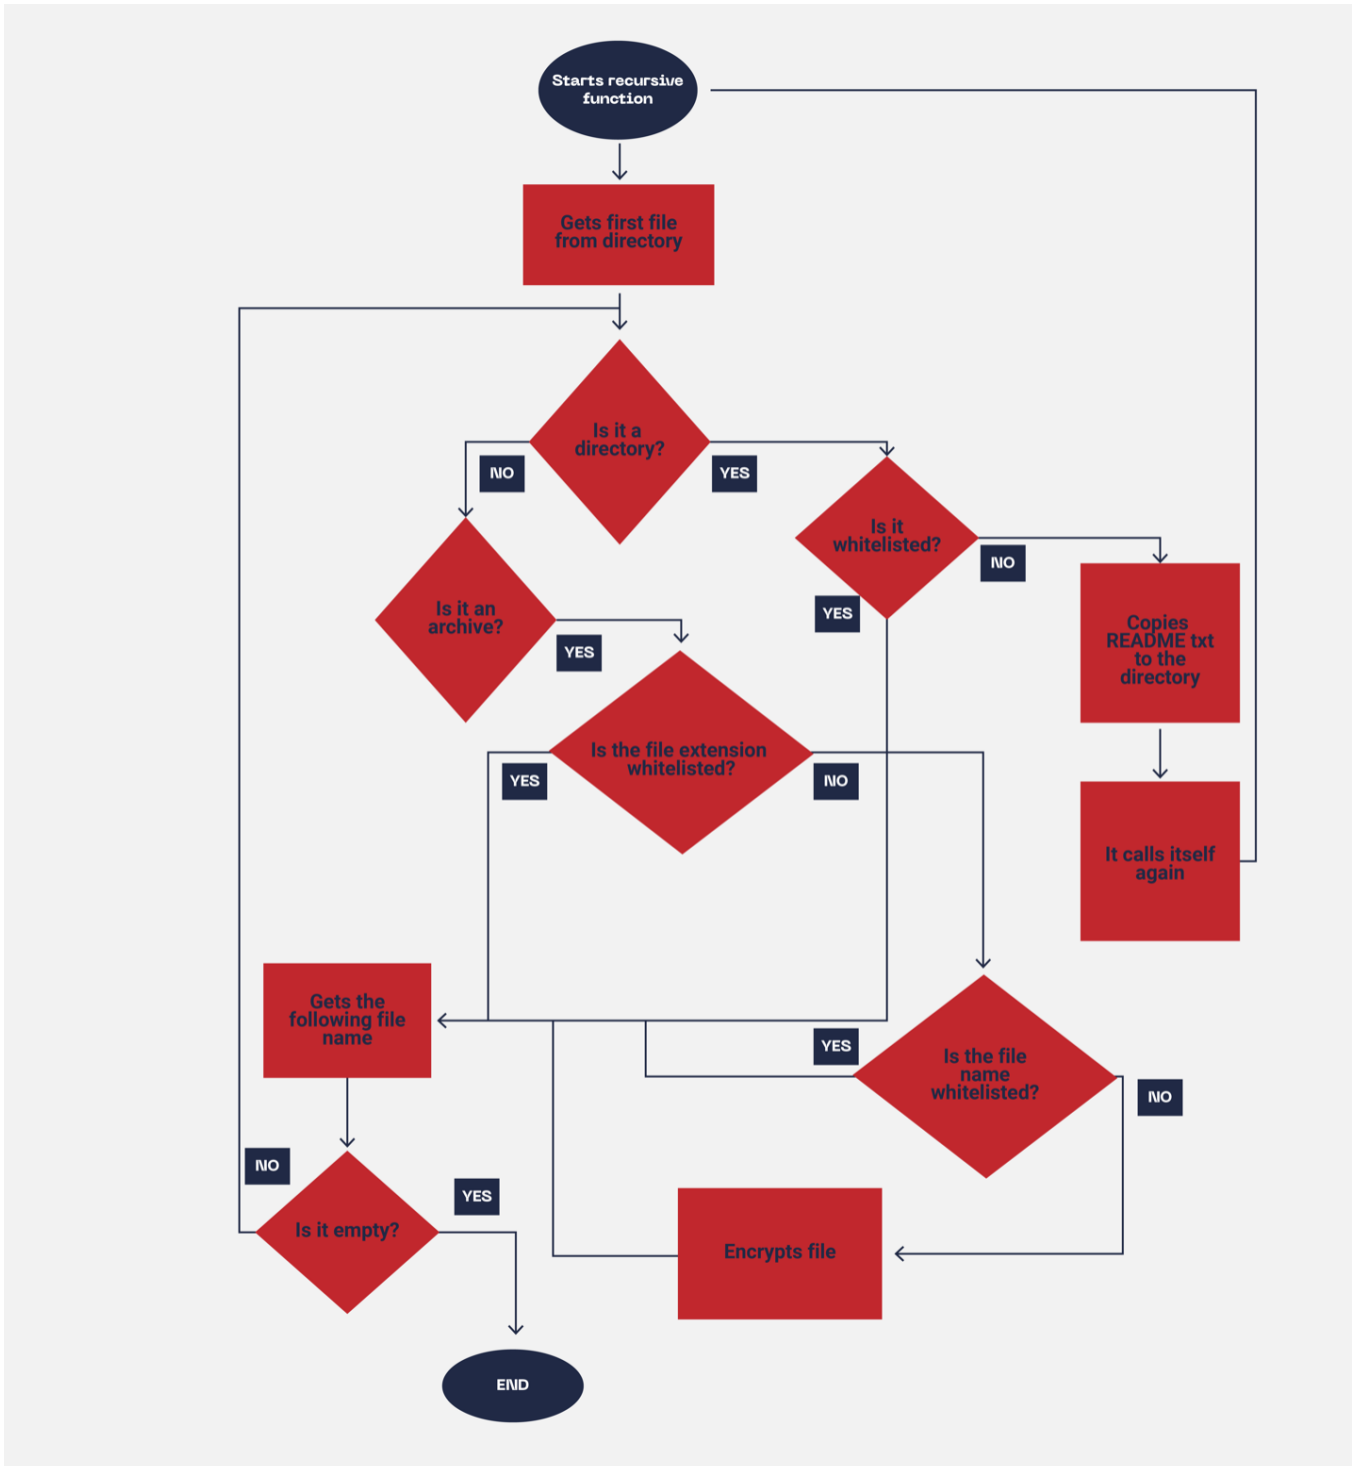 Starts recursive
function
Gets first file
from directory
Is it a
directory?
NO
YES
Is it
whitelisted?
NO
YES
Is it an
archive?
YES
Copies
README txt
to the
directory
Is the file extension
whitelisted?
YES
NO
It calls itself
again
Gets the
following file
name
YES
Is the file
name
whitelisted?
NO
NO
YES
Is it empty?
Encrypts file
END